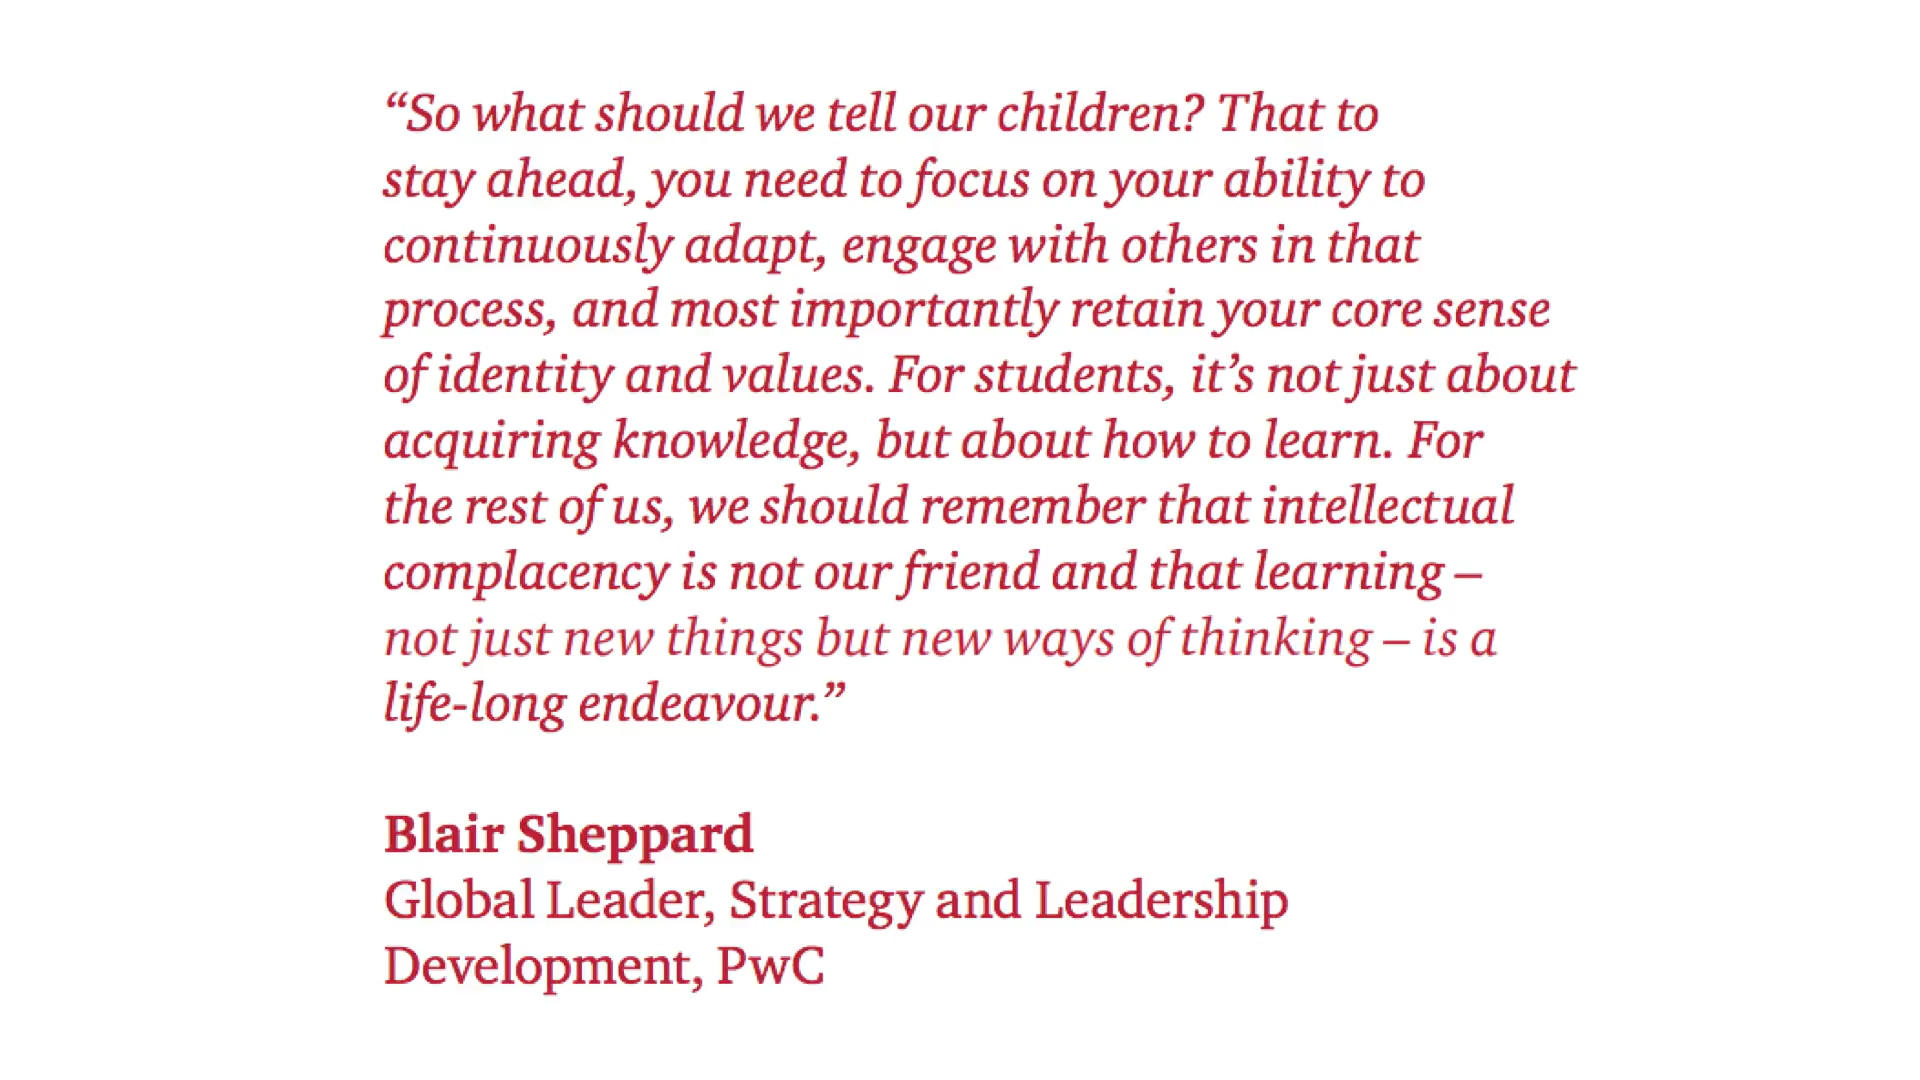 “So what should we tell our children? That to
stay ahead, you need to focus on your ability to
continuously adapt, engage with others in that
process, and most importantly retain your core sense
of identity and values. For students, it’s not just about
acquiring knowledge, but about how to learn. For
the rest of us, we should remember that intellectual
complacency is not our friend and that learning –
not just new things but new ways of thinking – is a
life-long endeavour.”
Blair Sheppard
Global Leader, Strategy and Leadership
Development, PwC